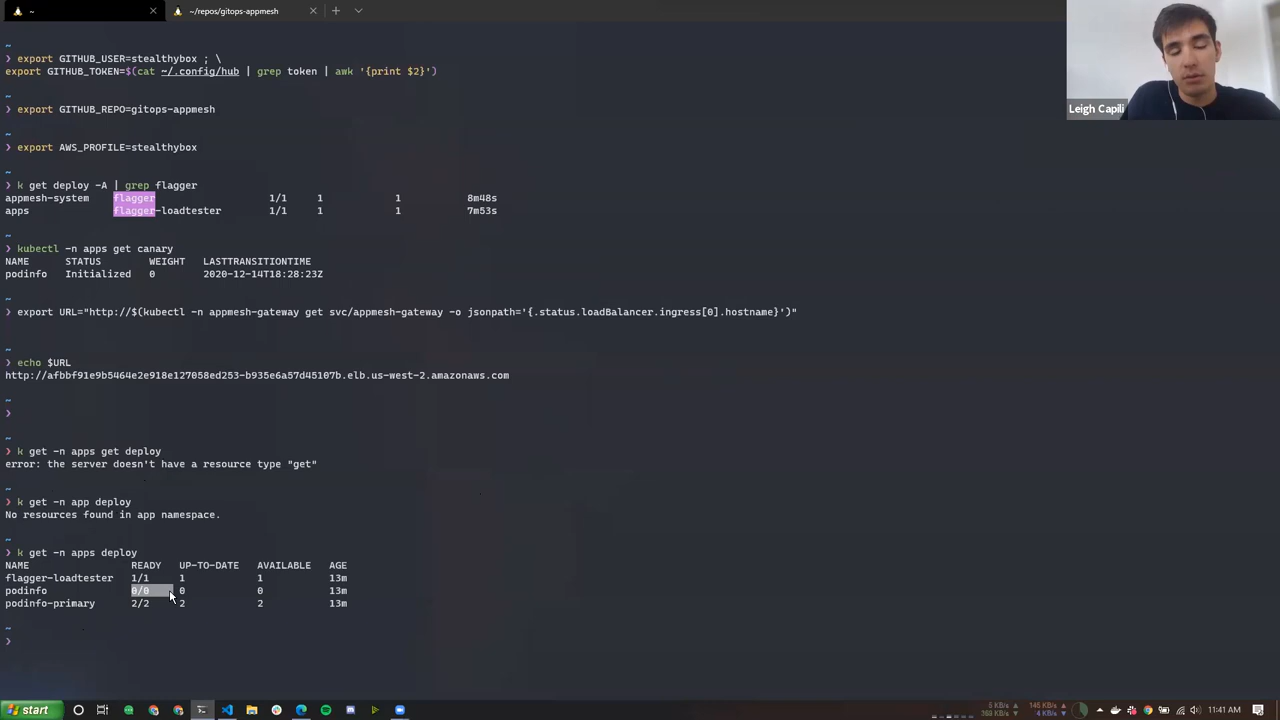 ~
~/repos/gitops-appmesh
~
❯ export GITHUB_USER=stealthybox ; \
export GITHUB_TOKEN=$(cat ~/.config/hub | grep token | awk '{print $2}')
~
❯ export GITHUB_REPO=gitops-appmesh
~
❯ export AWS_PROFILE=stealthybox
~
❯ k get deploy -A | grep flagger
appmesh-system flagger 1/1 1 1 8m48s
apps flagger-loadtester 1/1 1 1 7m53s
~
❯ kubectl -n apps get canary
NAME STATUS WEIGHT LASTTRANSITIONTIME
podinfo Initialized 0 2020-12-14T18:28:23Z
~
❯ export URL="http://$(kubectl -n appmesh-gateway get svc/appmesh-gateway -o jsonpath='{.status.loadBalancer.ingress[0].hostname}')"
~
❯ echo $URL
http://afbbf91e9b5464e2e918e127058ed253-b935e6a57d45107b.elb.us-west-2.amazonaws.com
~
❯
~
❯ k get -n apps get deploy
error: the server doesn't have a resource type "get"
~
❯ k get -n app deploy
No resources found in app namespace.
~
❯ k get -n apps deploy
NAME READY UP-TO-DATE AVAILABLE AGE
flagger-loadtester 1/1 1 1 13m
podinfo 0/0 0 0 13m
podinfo-primary 2/2 2 2 13m
~
❯
Leigh Capili
start
11:41 AM